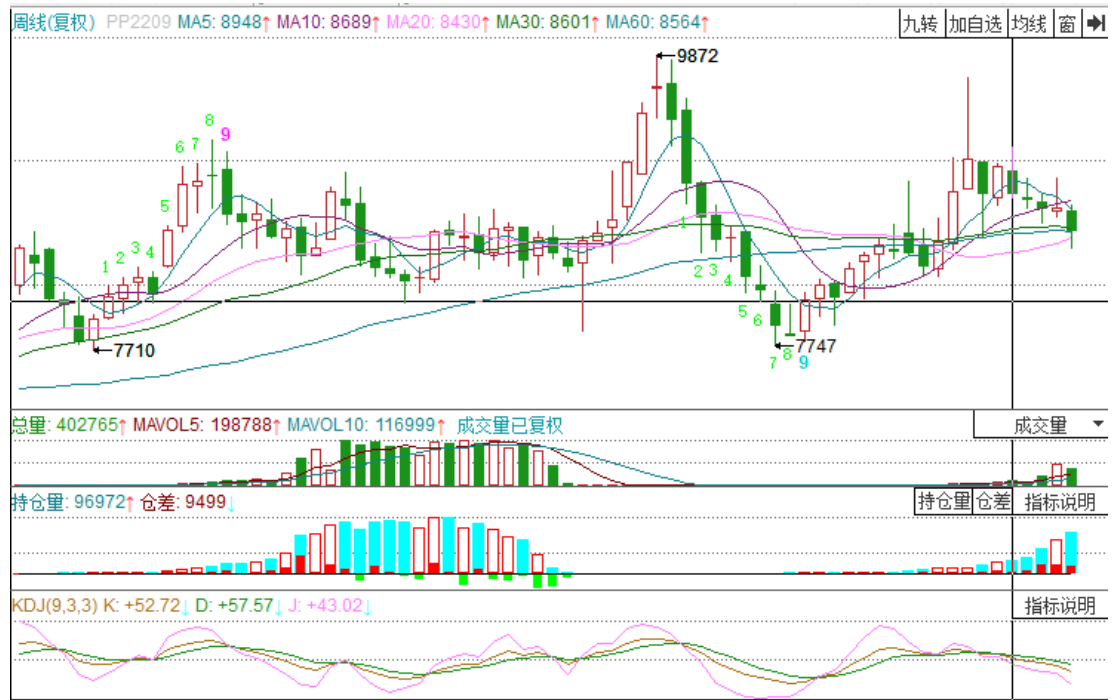 周线(复权) PP2209 MA5: 8948↑ MA10: 8689↑ MA20: 8430↑ MA30: 8601↑ MA60: 8564↑ 九转 加自选 均线 窗
9872
8
6 7 9
5
1 2 3 4
1
2 3 4
5 6
7710
7747
7 8 9
总量: 402765↑ MAVOL5: 198788↑ MAVOL10: 116999↑ 成交量已复权 成交量
持仓量: 96972↑ 仓差: 9499↓ 持仓量 仓差 指标说明
KDJ(9,3,3) K: +52.72↓ D: +57.57↓ J: +43.02↓ 指标说明